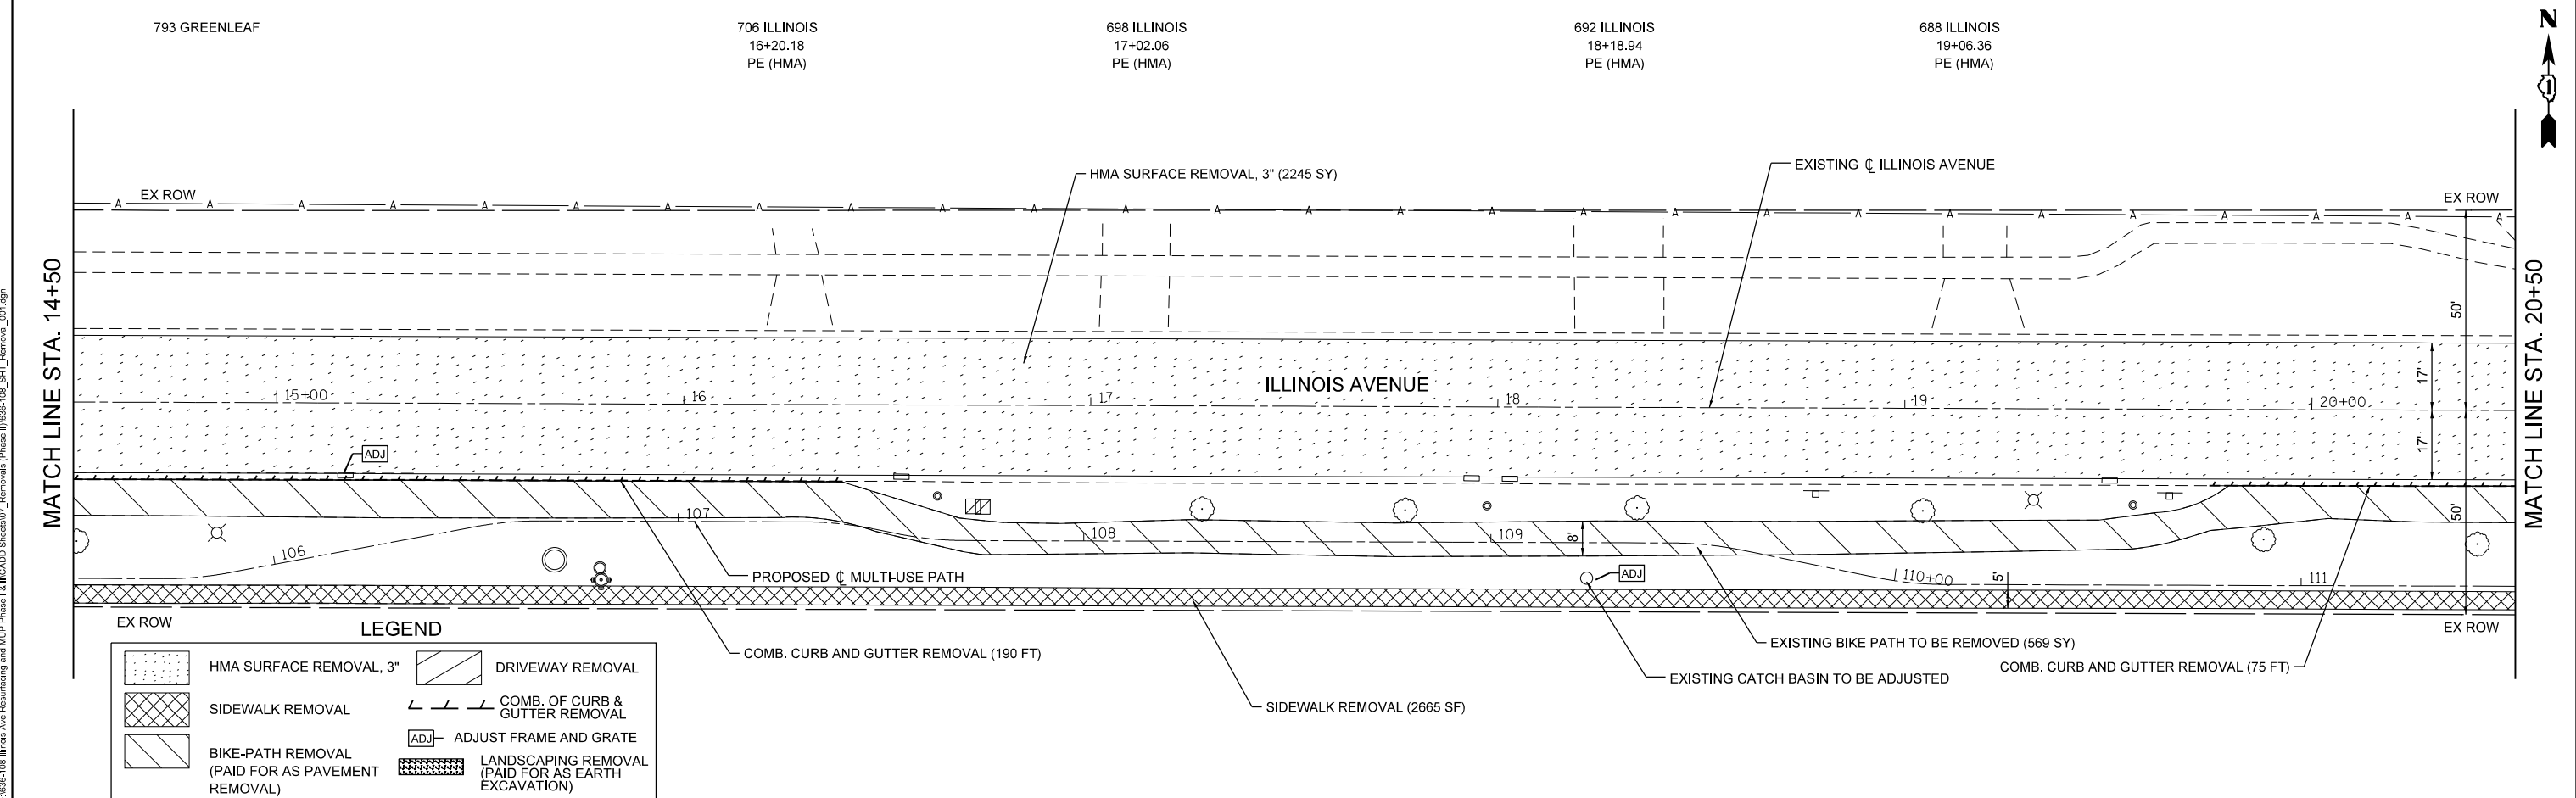 793 GREENLEAF
706 ILLINOIS
16+20.18
PE (HMA)
698 ILLINOIS
17+02.06
PE (HMA)
692 ILLINOIS
18+18.94
PE (HMA)
688 ILLINOIS
19+06.36
PE (HMA)
N
1
MATCH LINE STA. 14+50
EX ROW
A A A A A A A A A A A A A A A A A A A A A A A A A A
HMA SURFACE REMOVAL, 3" (2245 SY)
EXISTING ℄ ILLINOIS AVENUE
EX ROW
50'
17'
17'
50'
MATCH LINE STA. 20+50
ILLINOIS AVENUE
15+00
16
17
18
19
20+00
ADJ
106
107
108
109
110+00
111
8'
5'
ADJ
PROPOSED ℄ MULTI-USE PATH
EX ROW
EX ROW
COMB. CURB AND GUTTER REMOVAL (190 FT)
SIDEWALK REMOVAL (2665 SF)
EXISTING BIKE PATH TO BE REMOVED (569 SY)
EXISTING CATCH BASIN TO BE ADJUSTED
COMB. CURB AND GUTTER REMOVAL (75 FT)
LEGEND
HMA SURFACE REMOVAL, 3"
SIDEWALK REMOVAL
BIKE-PATH REMOVAL
(PAID FOR AS PAVEMENT
REMOVAL)
DRIVEWAY REMOVAL
COMB. OF CURB &
GUTTER REMOVAL
ADJ
ADJUST FRAME AND GRATE
LANDSCAPING REMOVAL
(PAID FOR AS EARTH
EXCAVATION)